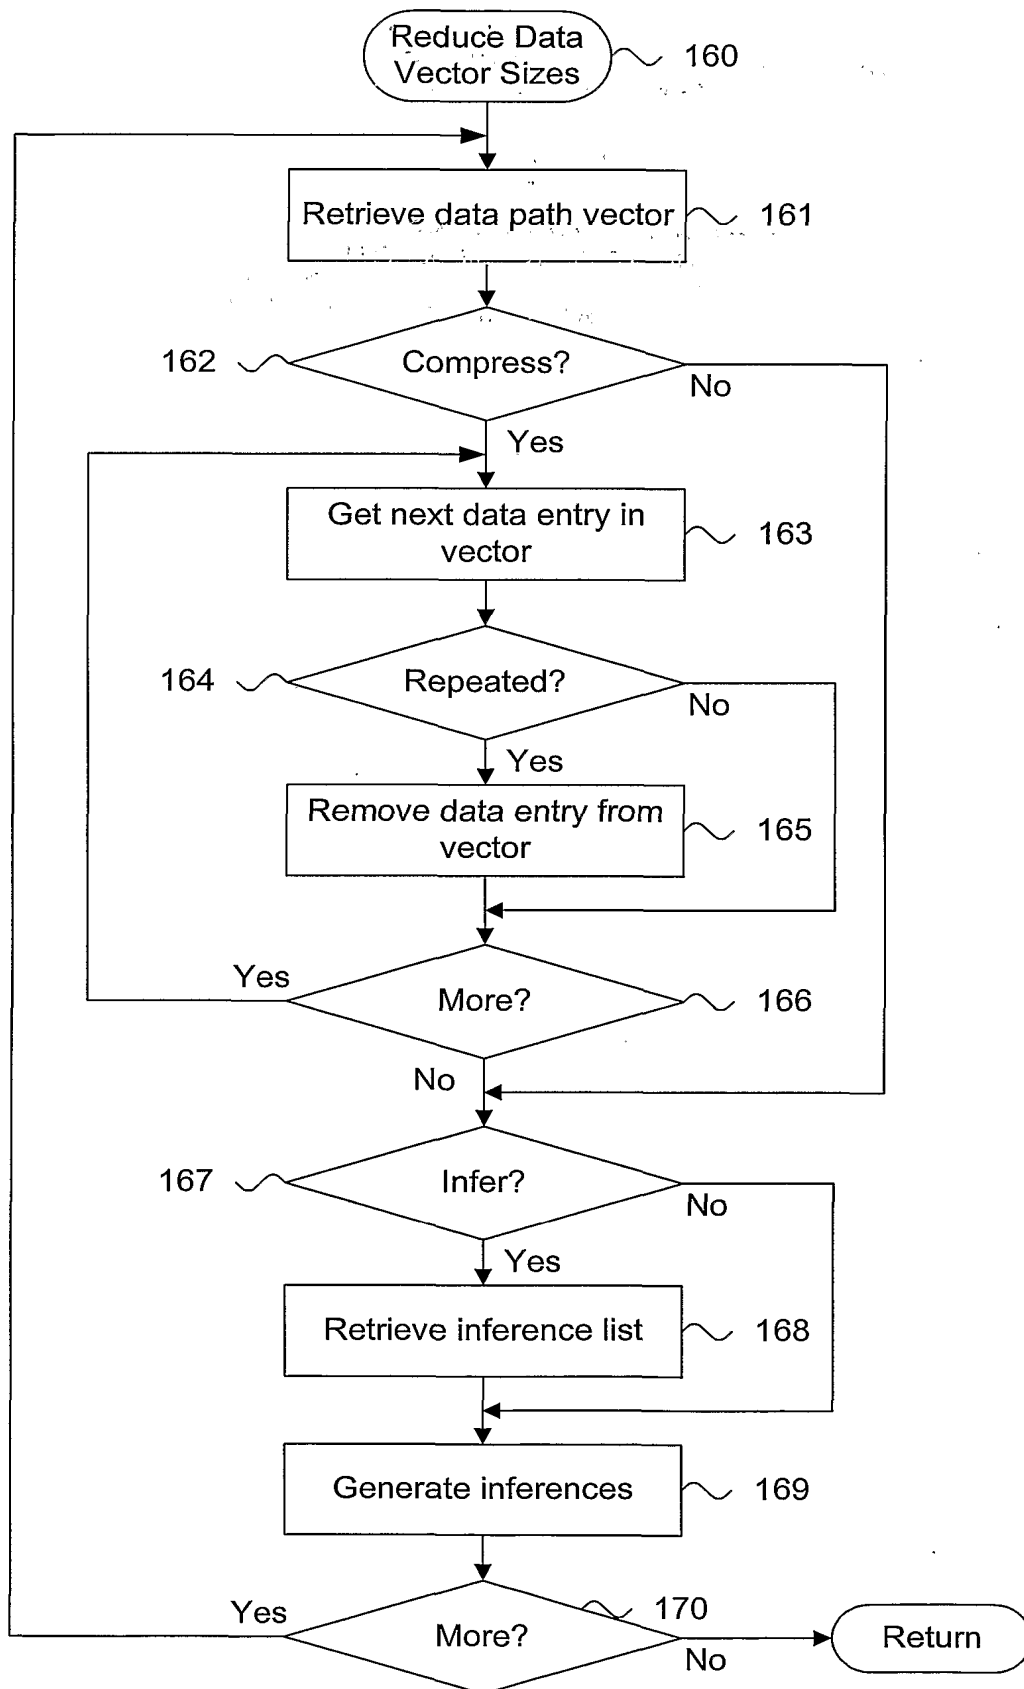 Reduce Data
Vector Sizes
160
Retrieve data path vector
161
162
Compress?
No
Yes
Get next data entry in
vector
163
164
Repeated?
No
Yes
Remove data entry from
vector
165
Yes
More?
166
No
167
Infer?
No
Yes
Retrieve inference list
168
Generate inferences
169
Yes
170
More?
No
Return